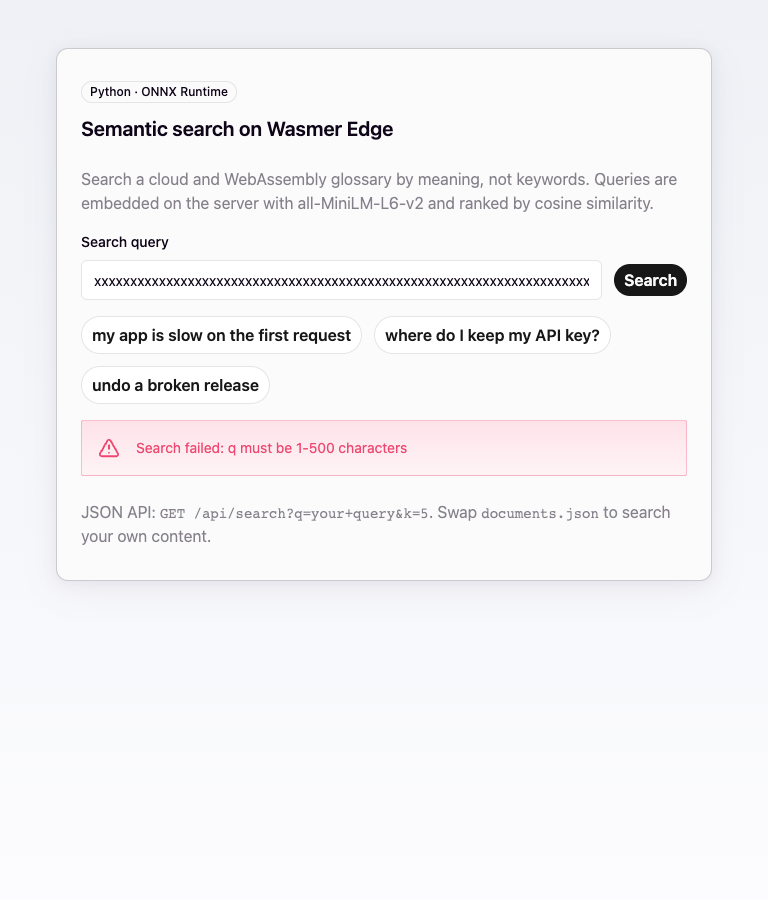 Python · ONNX Runtime
Semantic search on Wasmer Edge
Search a cloud and WebAssembly glossary by meaning, not keywords. Queries are
embedded on the server with all-MiniLM-L6-v2 and ranked by cosine similarity.
Search query
xxxxxxxxxxxxxxxxxxxxxxxxxxxxxxxxxxxxxxxxxxxxxxxxxxxxxxxxxxxxxxxxxxxxx
Search
my app is slow on the first request
where do I keep my API key?
undo a broken release
Search failed: q must be 1-500 characters
JSON API: GET /api/search?q=your+query&k=5. Swap documents.json to search
your own content.